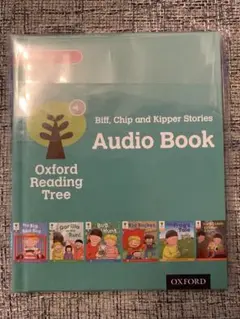 Biff, Chip and Kipper Stories
Audio Book
Oxford
Reading
Tree
OXFORD